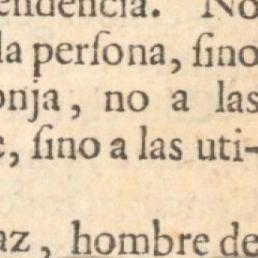 endencia. No
la perſona, ſino
onja, no a las
e, ſino a las uti-
az, hombre de